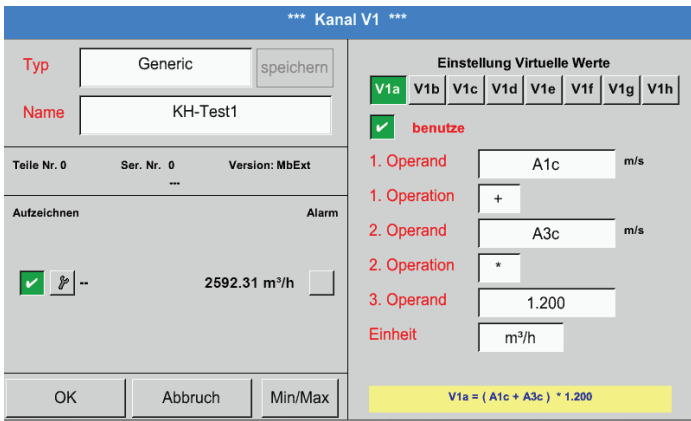 *** Kanal V1 ***
Typ Generic speichern
Name KH-Test1
Teile Nr. 0 Ser. Nr. 0 Version: MbExt
---
Aufzeichnen Alarm
-- 2592.31 m³/h
OK Abbruch Min/Max
Einstellung Virtuelle Werte
V1a V1b V1c V1d V1e V1f V1g V1h
benutze
1. Operand A1c m/s
1. Operation +
2. Operand A3c m/s
2. Operation *
3. Operand 1.200
Einheit m³/h
V1a = ( A1c + A3c ) * 1.200